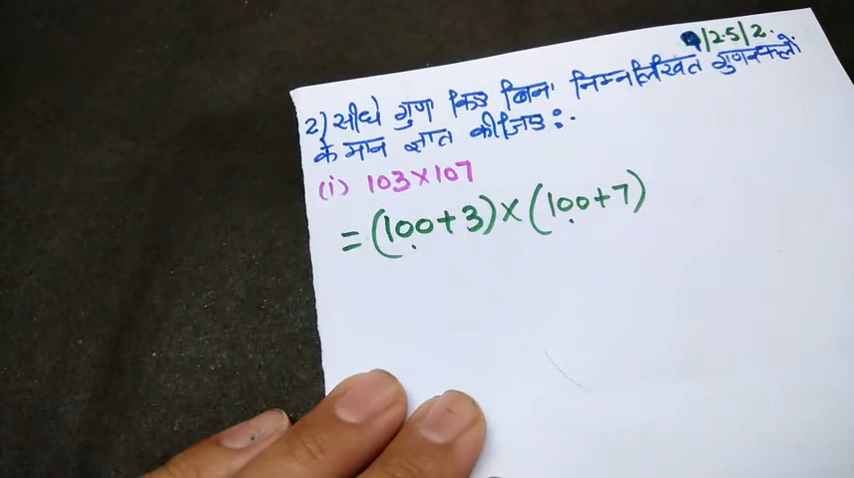 9/2.5/2.
2) सीधे गुणा किए बिना निम्नलिखित गुणनफलों
के मान ज्ञात कीजिए :.
(i) 103×107
= (100+3)×(100+7)